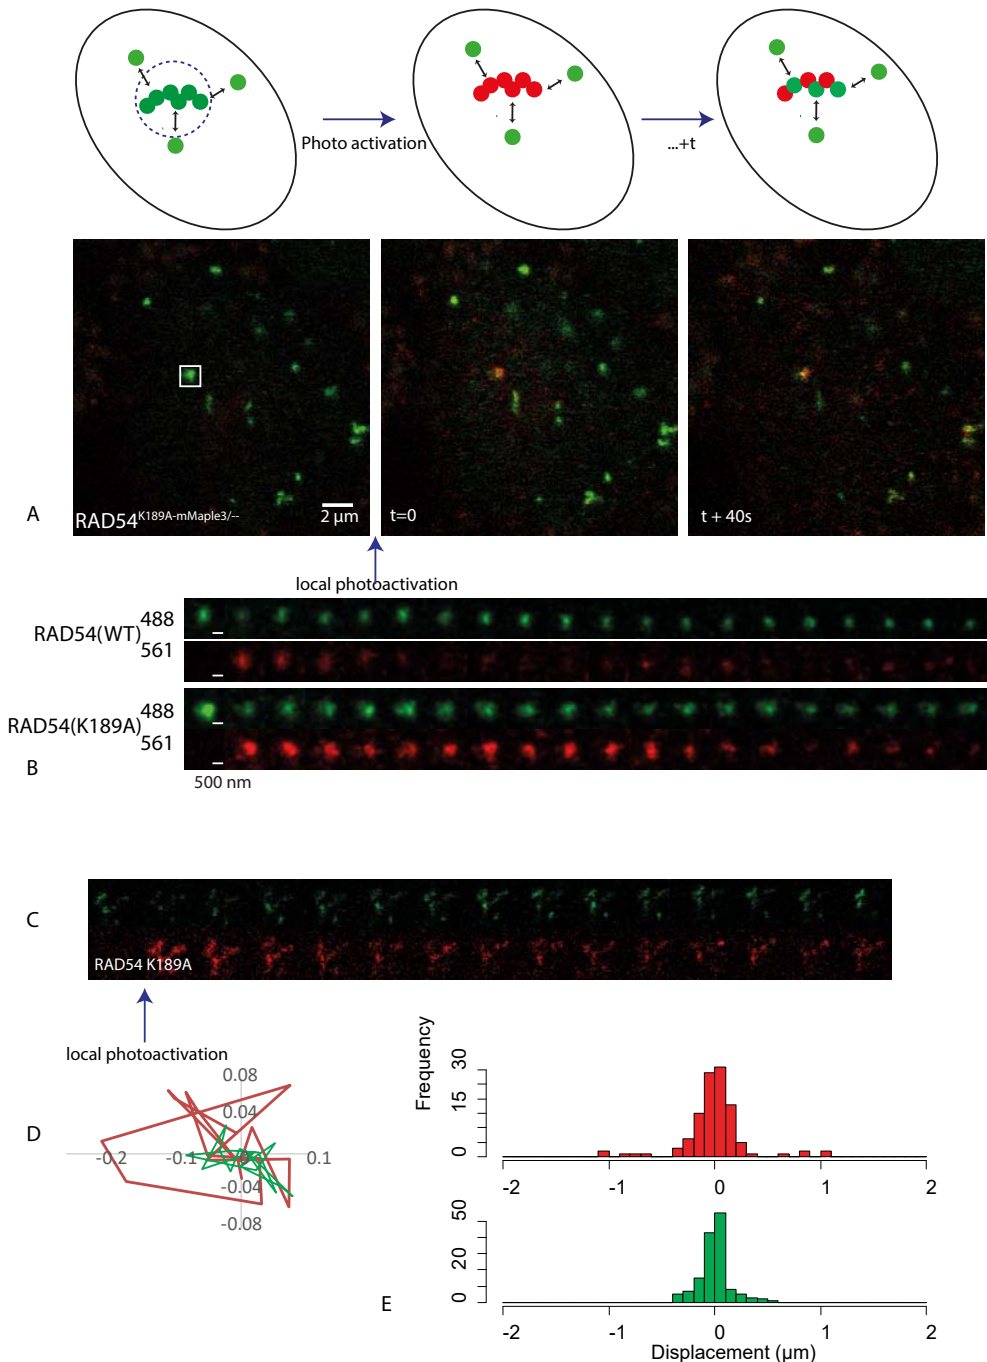 Photo activation
...+t
A
RAD54K189A-mMaple3/--
2 µm
t=0
t + 40s
local photoactivation
RAD54(WT)
488
561
RAD54(K189A)
488
561
B
500 nm
C
RAD54 K189A
local photoactivation
D
0.08
0.04
-0.2
-0.1
0.1
-0.04
-0.08
Frequency
30
15
0
-2
-1
0
1
2
50
20
0
E
-2
-1
0
1
2
Displacement (µm)